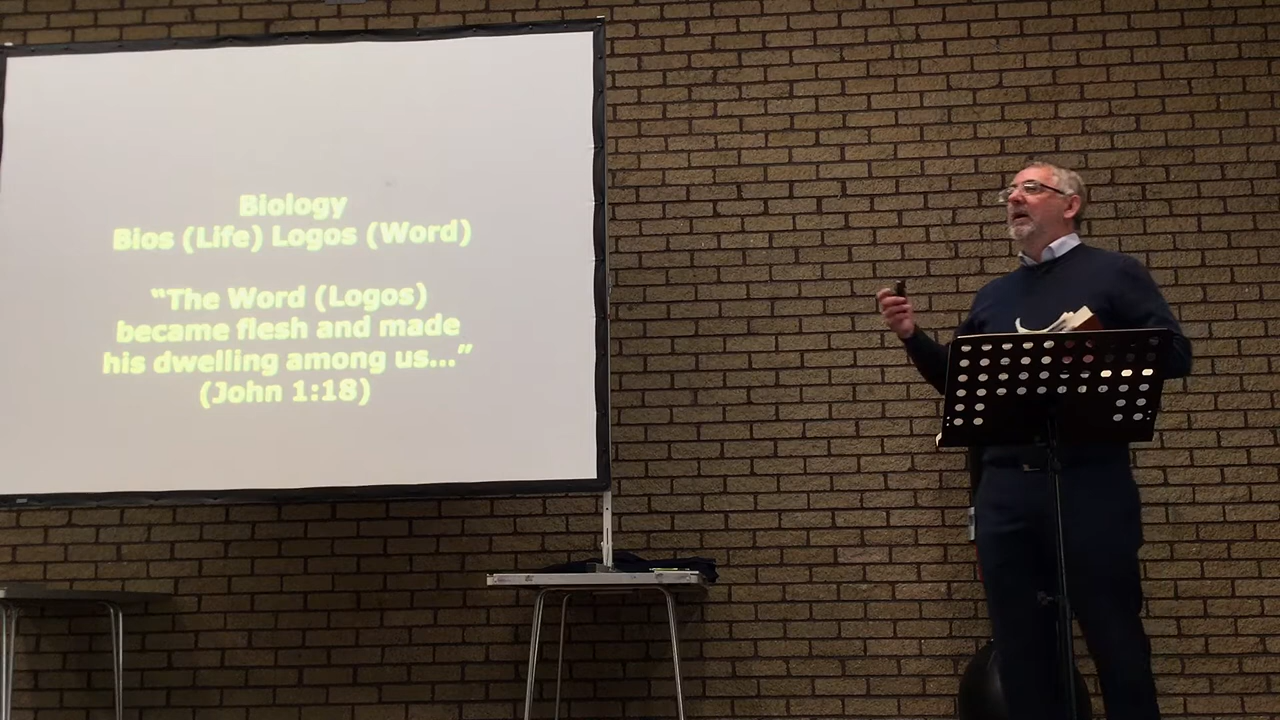 Biology
Bios (Life) Logos (Word)
“The Word (Logos)
became flesh and made
his dwelling among us...”
(John 1:18)